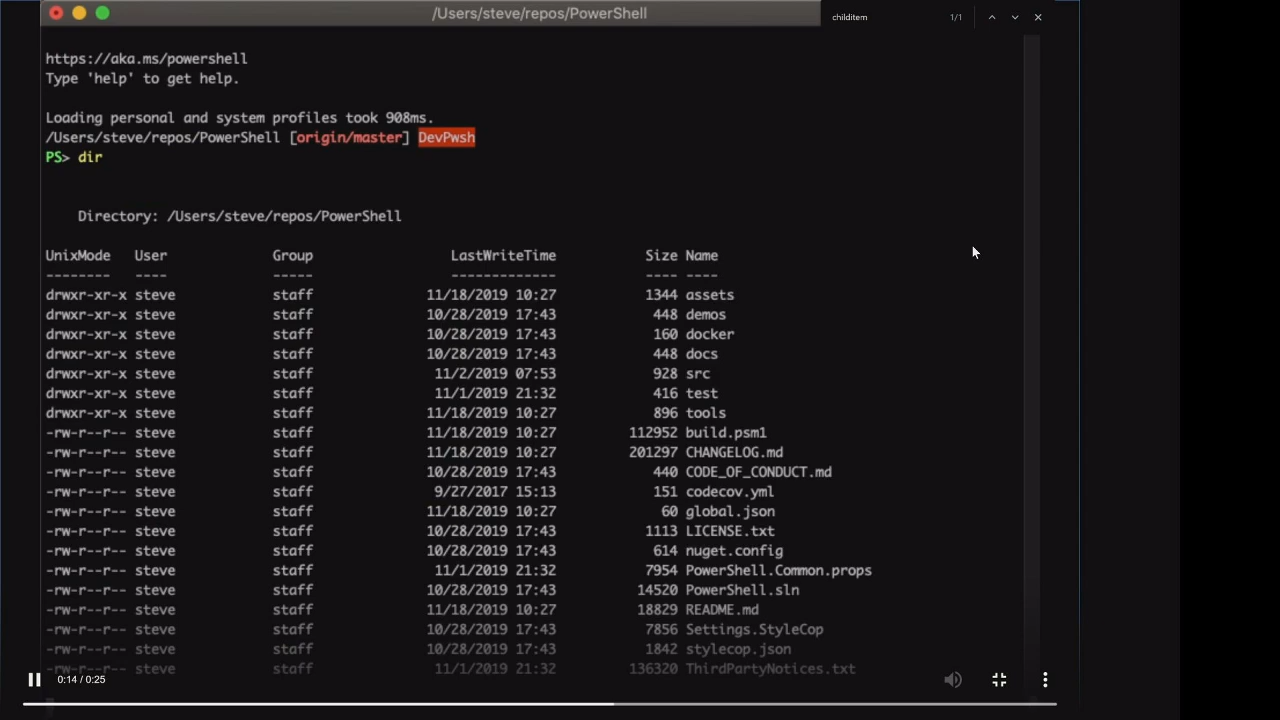 /Users/steve/repos/PowerShell
childitem 1/1
https://aka.ms/powershell
Type 'help' to get help.
Loading personal and system profiles took 908ms.
/Users/steve/repos/PowerShell [origin/master] DevPwsh
PS> dir
Directory: /Users/steve/repos/PowerShell
UnixMode User Group LastWriteTime Size Name
-------- ---- ----- ------------- ---- ----
drwxr-xr-x steve staff 11/18/2019 10:27 1344 assets
drwxr-xr-x steve staff 10/28/2019 17:43 448 demos
drwxr-xr-x steve staff 10/28/2019 17:43 160 docker
drwxr-xr-x steve staff 10/28/2019 17:43 448 docs
drwxr-xr-x steve staff 11/2/2019 07:53 928 src
drwxr-xr-x steve staff 11/1/2019 21:32 416 test
drwxr-xr-x steve staff 11/18/2019 10:27 896 tools
-rw-r--r-- steve staff 11/18/2019 10:27 112952 build.psm1
-rw-r--r-- steve staff 11/18/2019 10:27 201297 CHANGELOG.md
-rw-r--r-- steve staff 10/28/2019 17:43 440 CODE_OF_CONDUCT.md
-rw-r--r-- steve staff 9/27/2017 15:13 151 codecov.yml
-rw-r--r-- steve staff 11/18/2019 10:27 60 global.json
-rw-r--r-- steve staff 10/28/2019 17:43 1113 LICENSE.txt
-rw-r--r-- steve staff 10/28/2019 17:43 614 nuget.config
-rw-r--r-- steve staff 11/1/2019 21:32 7954 PowerShell.Common.props
-rw-r--r-- steve staff 10/28/2019 17:43 14520 PowerShell.sln
-rw-r--r-- steve staff 11/18/2019 10:27 18829 README.md
-rw-r--r-- steve staff 10/28/2019 17:43 7856 Settings.StyleCop
-rw-r--r-- steve staff 10/28/2019 17:43 1842 stylecop.json
-rw-r--r-- steve staff 11/1/2019 21:32 136320 ThirdPartyNotices.txt
0:14 / 0:25